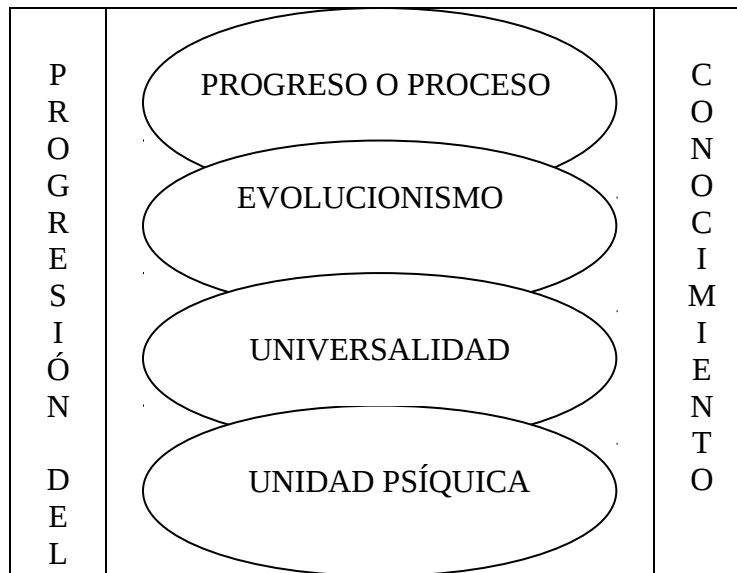 PROGRESIÓN DEL
PROGRESO O PROCESO
EVOLUCIONISMO
UNIVERSALIDAD
UNIDAD PSÍQUICA
CONOCIMIENTO